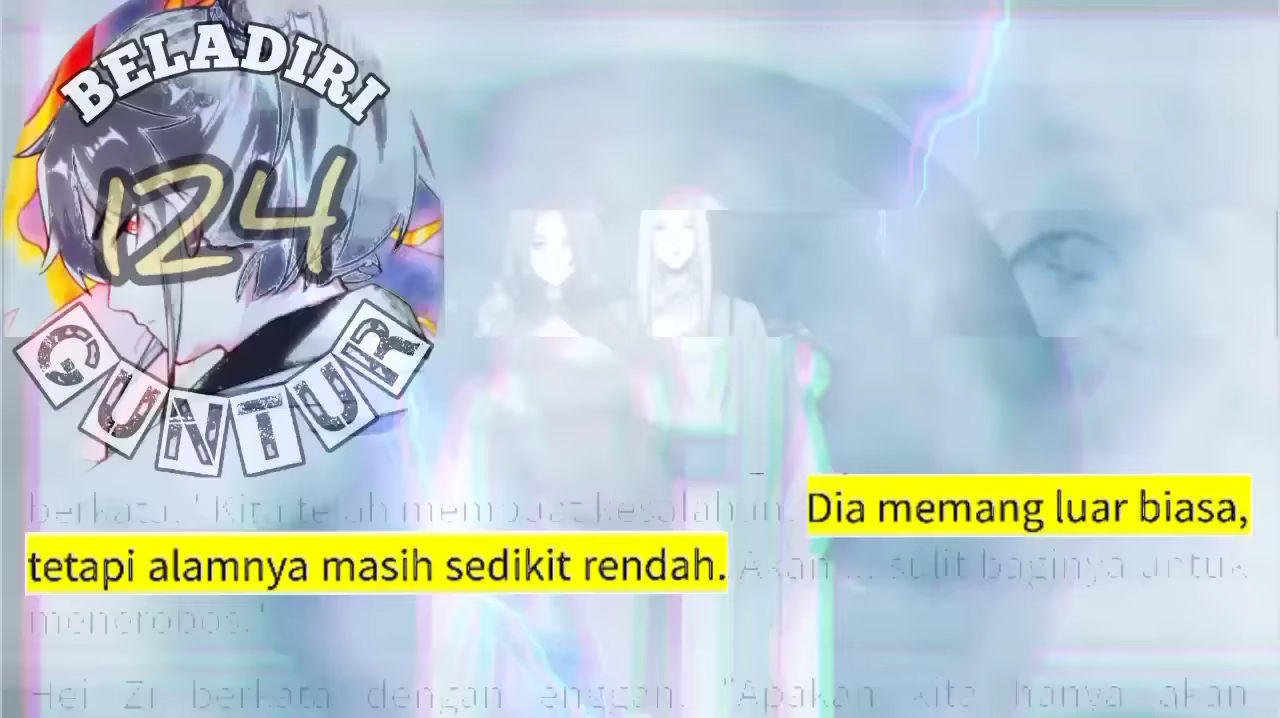 BELADIRI
124
GUNTUR
berkata. "Kita telah membuat kesalahan. Dia memang luar biasa,
tetapi alamnya masih sedikit rendah. Akan ... sulit baginya untuk
menerobos."
Hei Zi berkata dengan enggan. "Apakah kita hanya akan